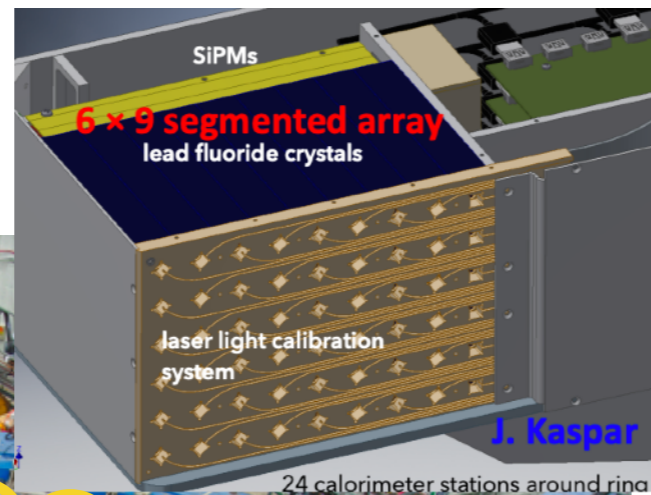 SiPMs
6 × 9 segmented array
lead fluoride crystals
laser light calibration
system
J. Kaspar
24 calorimeter stations around ring